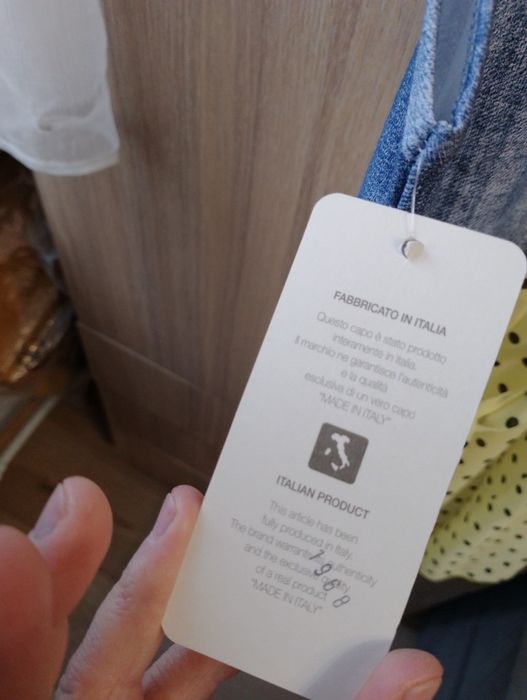 FABBRICATO IN ITALIA
Questo capo è stato prodotto
interamente in Italia.
Il marchio ne garantisce l'autenticità
e la qualità
esclusiva di un vero capo
"MADE IN ITALY"
ITALIAN PRODUCT
This article has been
fully produced in Italy.
The brand warrants authenticity
and the exclusive quality
of a real product
"MADE IN ITALY"
1988